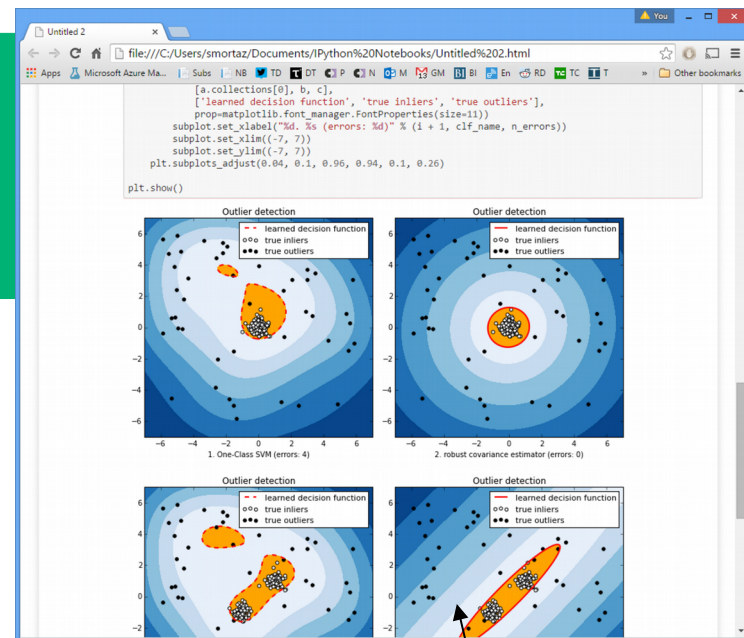 You
Untitled 2
file:///C:/Users/smortaz/Documents/IPython%20Notebooks/Untitled%202.html
Apps Microsoft Azure Ma... Subs NB TD DT P N M GM BI En RD TC T » Other bookmarks
[a.collections[0], b, c],
['learned decision function', 'true inliers', 'true outliers'],
prop=matplotlib.font_manager.FontProperties(size=11))
subplot.set_xlabel("%d. %s (errors: %d)" % (i + 1, clf_name, n_errors))
subplot.set_xlim((-7, 7))
subplot.set_ylim((-7, 7))
plt.subplots_adjust(0.04, 0.1, 0.96, 0.94, 0.1, 0.26)
plt.show()
Outlier detection
learned decision function
true inliers
true outliers
6
4
2
0
−2
−4
−6
−6 −4 −2 0 2 4 6
1. One-Class SVM (errors: 4)
Outlier detection
learned decision function
true inliers
true outliers
6
4
2
0
−2
−4
−6
−6 −4 −2 0 2 4 6
2. robust covariance estimator (errors: 0)
Outlier detection
learned decision function
true inliers
true outliers
6
4
2
0
−2
Outlier detection
learned decision function
true inliers
true outliers
6
4
2
0
−2